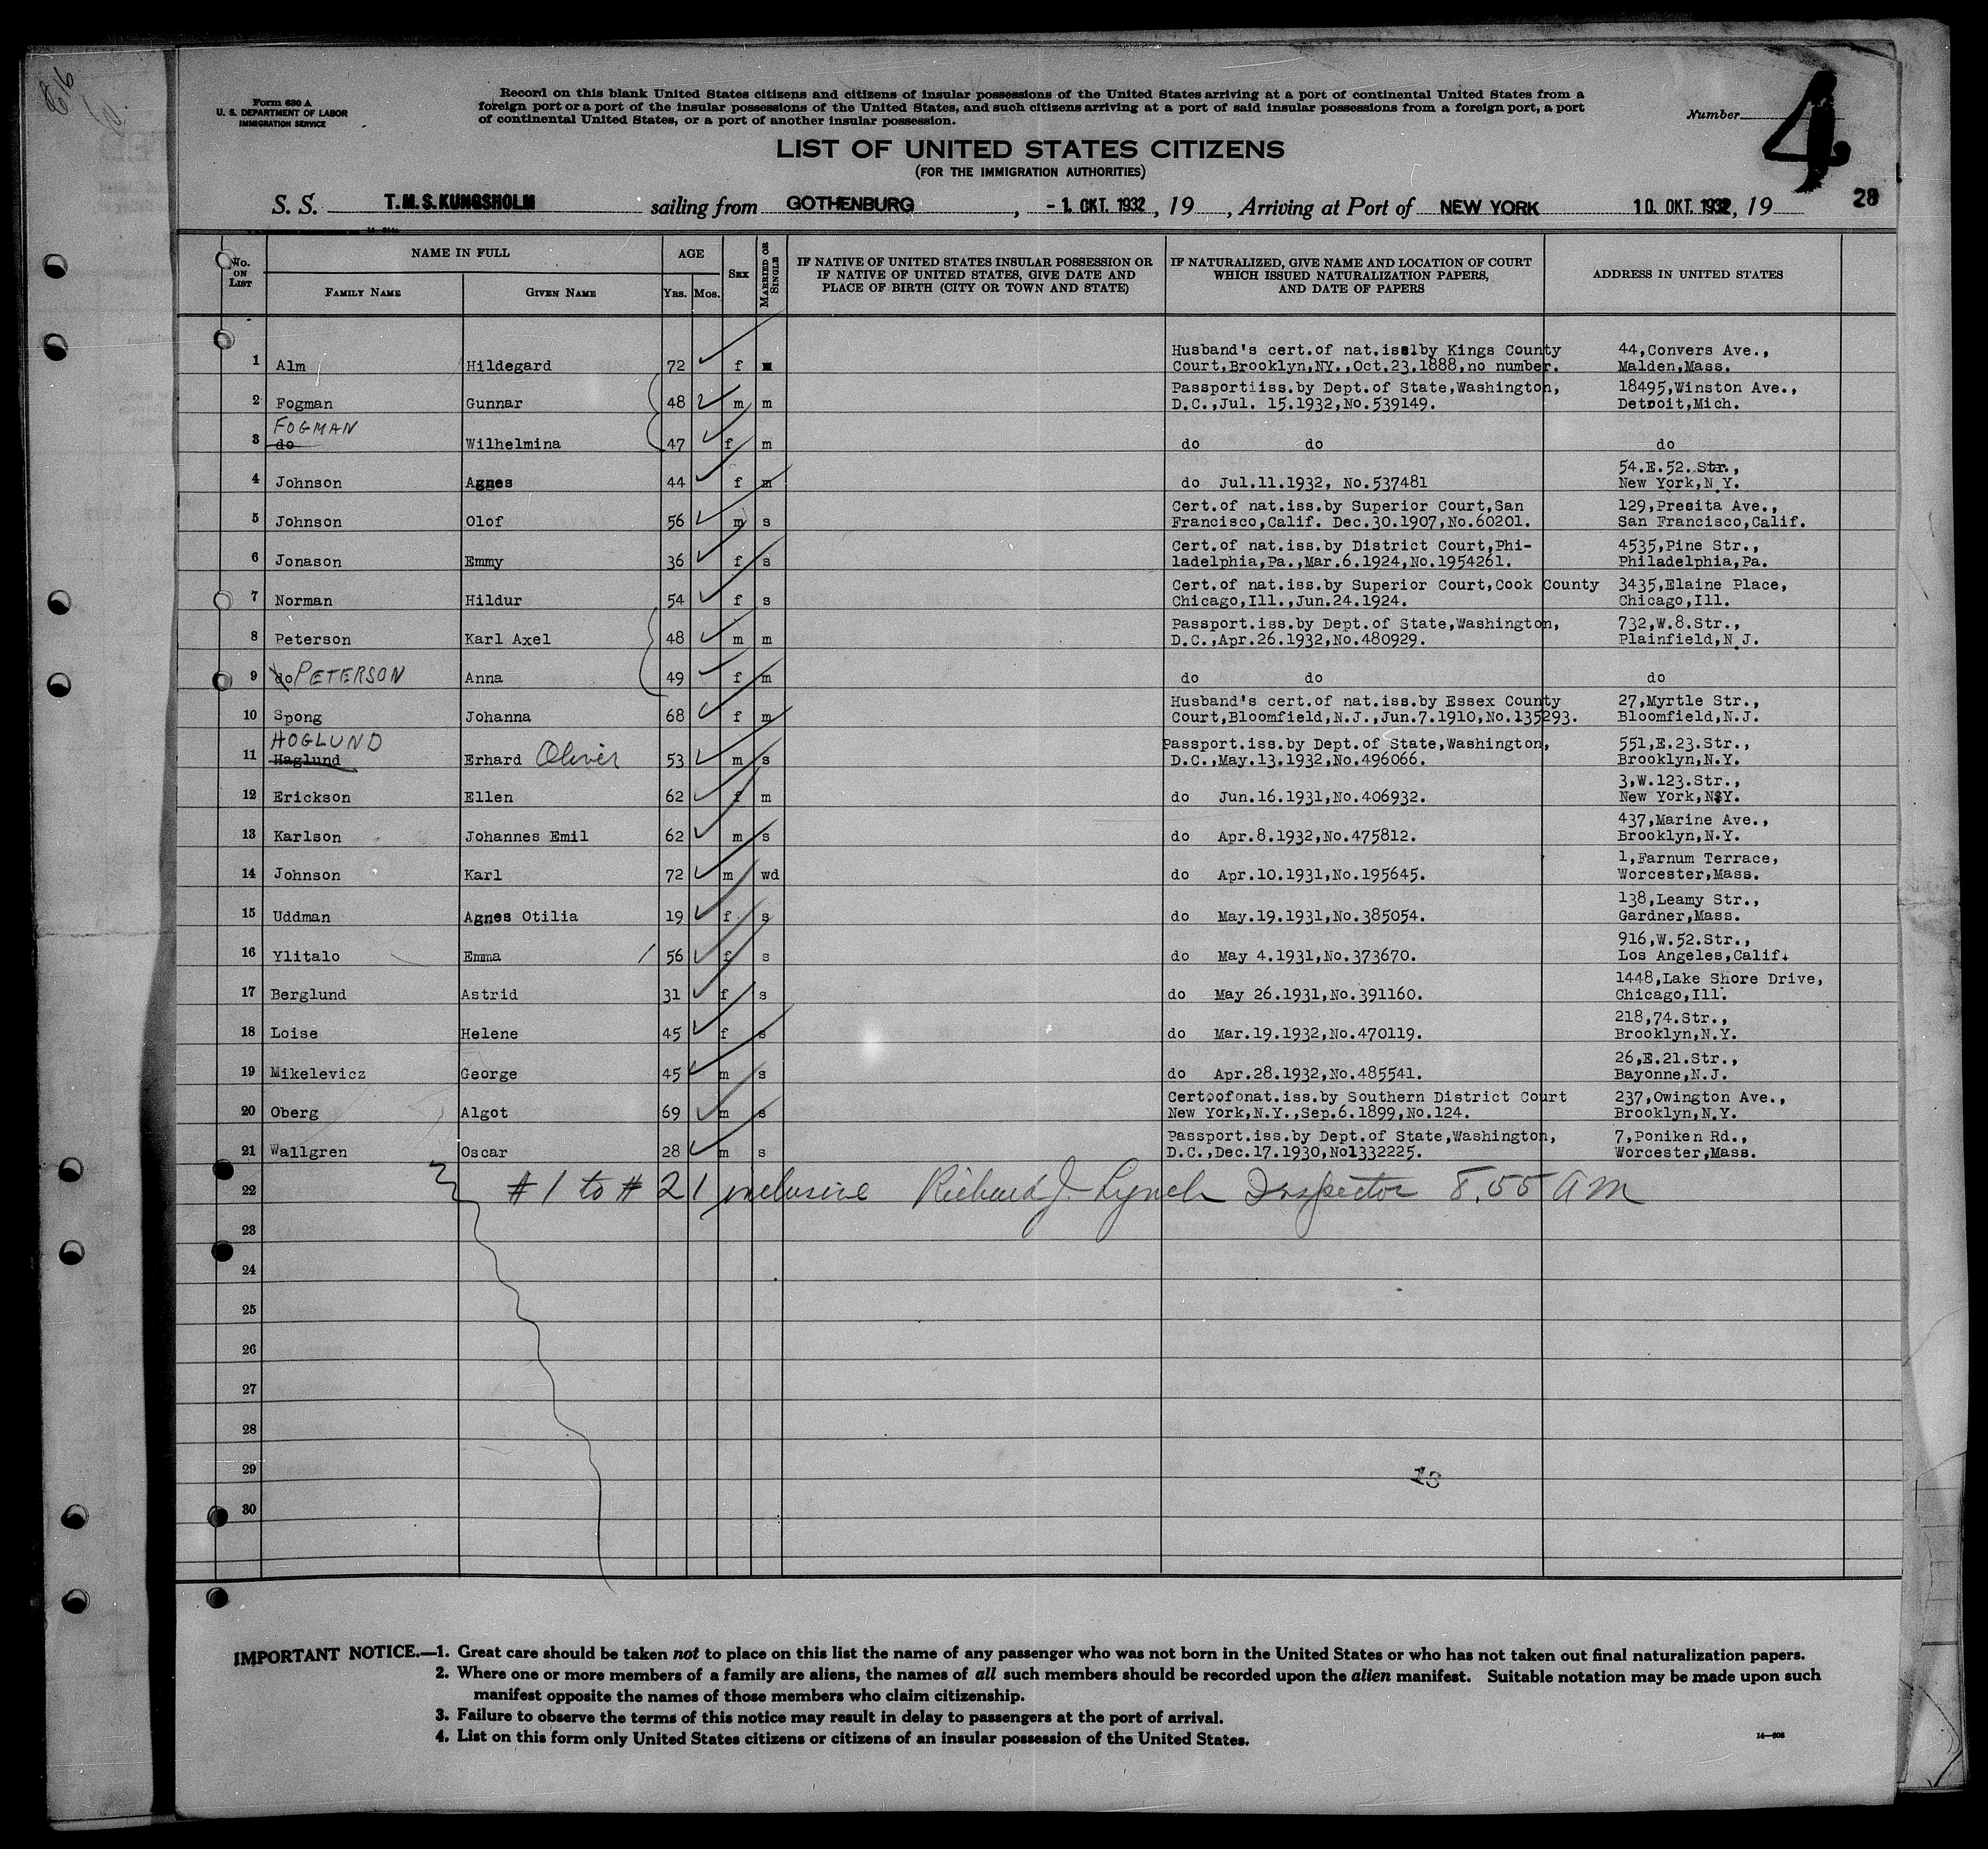 Form 630 A
U. S. DEPARTMENT OF LABOR
IMMIGRATION SERVICE
Record on this blank United States citizens and citizens of insular possessions of the United States arriving at a port of continental United States from a
foreign port or a port of the insular possessions of the United States, and such citizens arriving at a port of said insular possessions from a foreign port, a port
of continental United States, or a port of another insular possession.
Number 4
LIST OF UNITED STATES CITIZENS
(FOR THE IMMIGRATION AUTHORITIES)
S. S. T.M.S.KUNGSHOLM sailing from GOTHENBURG, -1. OKT. 1932, 19 , Arriving at Port of NEW YORK 10. OKT. 1932, 19 28
No. ON LIST NAME IN FULL AGE SEX MARRIED OR SINGLE IF NATIVE OF UNITED STATES INSULAR POSSESSION OR IF NATIVE OF UNITED STATES, GIVE DATE AND PLACE OF BIRTH (CITY OR TOWN AND STATE) IF NATURALIZED, GIVE NAME AND LOCATION OF COURT WHICH ISSUED NATURALIZATION PAPERS, AND DATE OF PAPERS ADDRESS IN UNITED STATES
FAMILY NAME GIVEN NAME YRS. MOS.
Husband's cert.of nat.iss.by Kings County 44,Convers Ave.,
1 Alm Hildegard 72 f Court,Brooklyn,NY.,Oct.23.1888,no number. Malden,Mass.
Passportiiss.by Dept.of State,Washington, 18495,Winston Ave.,
2 Fogman Gunnar 48 m m D.C.,Jul. 15.1932,No.539149. Detroit,Mich.
FOGMAN
3 do Wilhelmina 47 f m do do do
54.E.52.Str.,
4 Johnson Agnes 44 f m do Jul.11.1932, No.537481 New York,N.Y.
Cert.of nat.iss.by Superior Court,San 129,Presita Ave.,
5 Johnson Olof 56 m s Francisco,Calif. Dec.30.1907,No.60201. San Francisco,Calif.
Cert.of nat.iss.by District Court,Phi- 4535,Pine Str.,
6 Jonason Emmy 36 f s ladelphia,Pa.,Mar.6.1924,No.1954261. Philadelphia,Pa.
Cert.of nat.iss.by Superior Court,Cook County 3435,Elaine Place,
7 Norman Hildur 54 f s Chicago,Ill.,Jun.24.1924. Chicago,Ill.
Passport.iss.by Dept.of State,Washington, 732,W.8.Str.,
8 Peterson Karl Axel 48 m m D.C.,Apr.26.1932,No.480929. Plainfield,N.J.
9 do PETERSON Anna 49 f m do do do
Husband's cert.of nat.iss.by Essex County 27,Myrtle Str.,
10 Spong Johanna 68 f m Court,Bloomfield,N.J.,Jun.7.1910,No.135293. Bloomfield,N.J.
HOGLUND Passport.iss.by Dept.of State,Washington, 551,E.23.Str.,
11 Haglund Erhard Oliver 53 m s D.C.,May.13.1932,No.496066. Brooklyn,N.Y.
3,W.123.Str.,
12 Erickson Ellen 62 f m do Jun.16.1931,No.406932. New York,N$Y.
437,Marine Ave.,
13 Karlson Johannes Emil 62 m s do Apr.8.1932,No.475812. Brooklyn,N.Y.
1,Farnum Terrace,
14 Johnson Karl 72 m wd do Apr.10.1931,No.195645. Worcester,Mass.
138,Leamy Str.,
15 Uddman Agnes Otilia 19 f s do May.19.1931,No.385054. Gardner,Mass.
916,W.52.Str.,
16 Ylitalo Emma 56 f s do May 4.1931,No.373670. Los Angeles,Calif.
1448,Lake Shore Drive,
17 Berglund Astrid 31 f s do May 26.1931,No.391160. Chicago,Ill.
218,74.Str.,
18 Loise Helene 45 f s do Mar.19.1932,No.470119. Brooklyn,N.Y.
26,E.21.Str.,
19 Mikelevicz George 45 m s do Apr.28.1932,No.485541. Bayonne,N.J.
Certoofonat.iss.by Southern District Court 237,Owington Ave.,
20 Oberg Algot 69 m s New York,N.Y.,Sep.6.1899,No.124. Brooklyn,N.Y.
Passport.iss.by Dept.of State,Washington, 7,Poniken Rd.,
21 Wallgren Oscar 28 m s D.C.,Dec.17.1930,No1332225. Worcester,Mass.
22 #1 to #21 inclusive Richard J. Lynch Inspector 8.55 AM
23
24
25
26
27
28
29
13
30
IMPORTANT NOTICE.—1. Great care should be taken not to place on this list the name of any passenger who was not born in the United States or who has not taken out final naturalization papers.
2. Where one or more members of a family are aliens, the names of all such members should be recorded upon the alien manifest. Suitable notation may be made upon such
manifest opposite the names of those members who claim citizenship.
3. Failure to observe the terms of this notice may result in delay to passengers at the port of arrival.
4. List on this form only United States citizens or citizens of an insular possession of the United States.
14—608